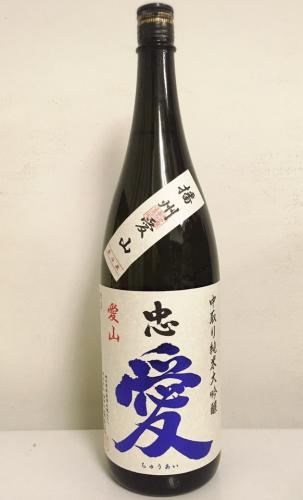 播州愛山
中取り純米大吟醸
忠愛
ちゅうあい
愛山